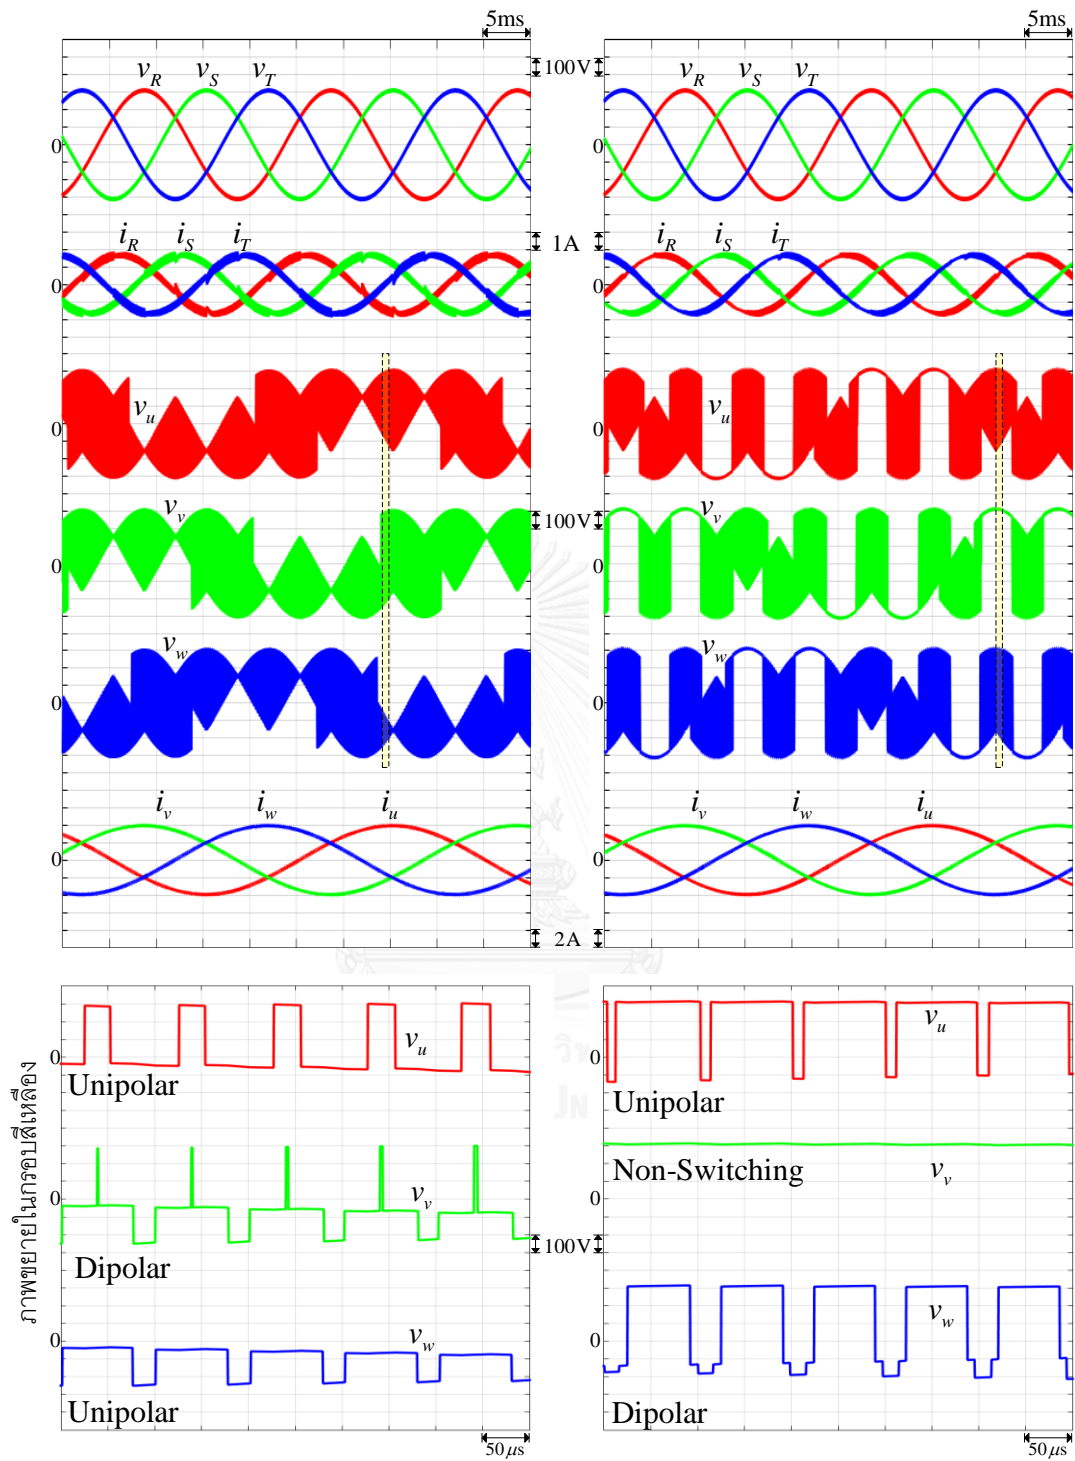 5ms
5ms
100V
v_R v_S v_T
v_R v_S v_T
0
0
i_R i_S i_T
1A
i_R i_S i_T
0
0
v_u
v_u
0
0
v_v
100V
v_v
0
0
v_w
v_w
0
0
i_v i_w i_u
i_v i_w i_u
0
0
2A
ภาพขยายในกรอบสีเหลือง
0
v_u
Unipolar
0
v_v
Dipolar
v_w
0
Unipolar
50μs
100V
v_u
0
Unipolar
Non-Switching
v_v
0
v_w
0
Dipolar
50μs